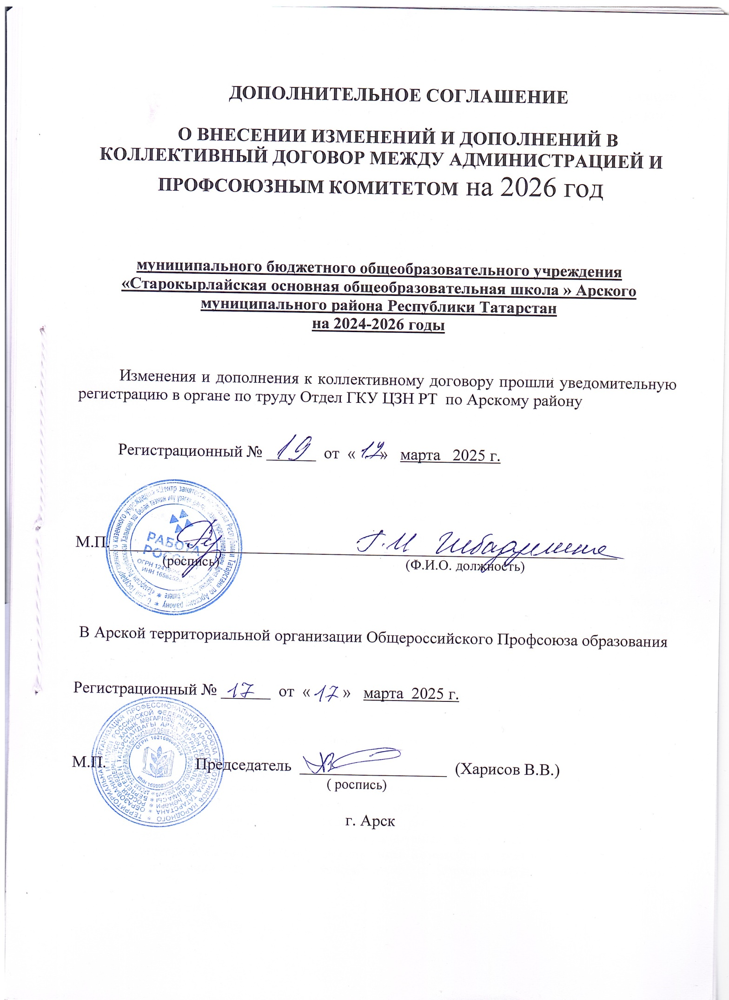 ДОПОЛНИТЕЛЬНОЕ СОГЛАШЕНИЕ
О ВНЕСЕНИИ ИЗМЕНЕНИЙ И ДОПОЛНЕНИЙ В
КОЛЛЕКТИВНЫЙ ДОГОВОР МЕЖДУ АДМИНИСТРАЦИЕЙ И
ПРОФСОЮЗНЫМ КОМИТЕТОМ на 2026 год
муниципального бюджетного общеобразовательного учреждения
«Старокырлайская основная общеобразовательная школа » Арского
муниципального района Республики Татарстан
на 2024-2026 годы
Изменения и дополнения к коллективному договору прошли уведомительную
регистрацию в органе по труду Отдел ГКУ ЦЗН РТ по Арскому району
Регистрационный № 19 от « » марта 2025 г.
РАБОТА
РОССИИ
М.П.
(роспись) (Ф.И.О. должность)
В Арской территориальной организации Общероссийского Профсоюза образования
Регистрационный № 17 от « 17 » марта 2025 г.
М.П. Председатель (Харисов В.В.)
( роспись)
г. Арск